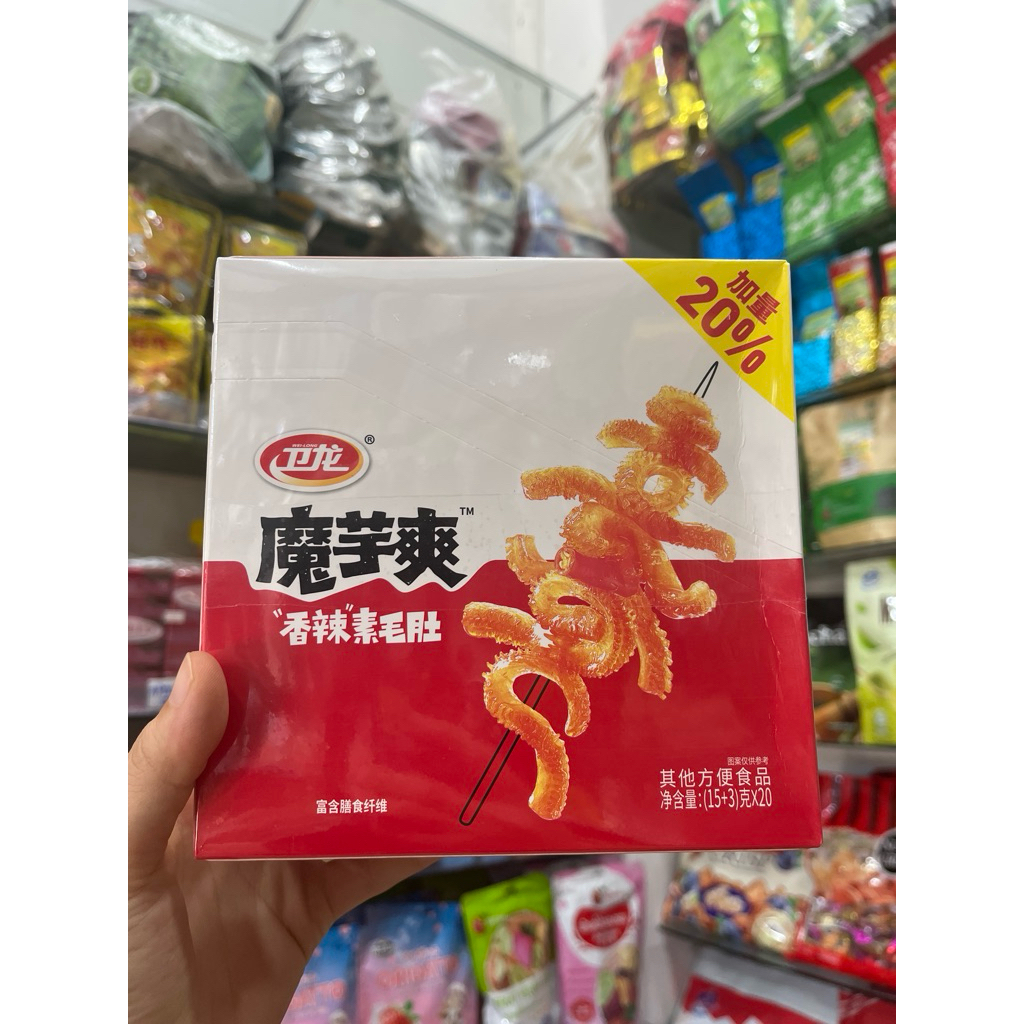 加量
20%
WEI-LONG
卫龙®
魔芋爽™
“香辣”素毛肚
图案仅供参考
其他方便食品
净含量:(15+3)克X20
富含膳食纤维